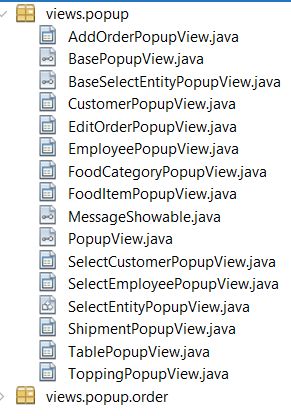 views.popup
AddOrderPopupView.java
BasePopupView.java
BaseSelectEntityPopupView.java
CustomerPopupView.java
EditOrderPopupView.java
EmployeePopupView.java
FoodCategoryPopupView.java
FoodItemPopupView.java
MessageShowable.java
PopupView.java
SelectCustomerPopupView.java
SelectEmployeePopupView.java
SelectEntityPopupView.java
ShipmentPopupView.java
TablePopupView.java
ToppingPopupView.java
views.popup.order